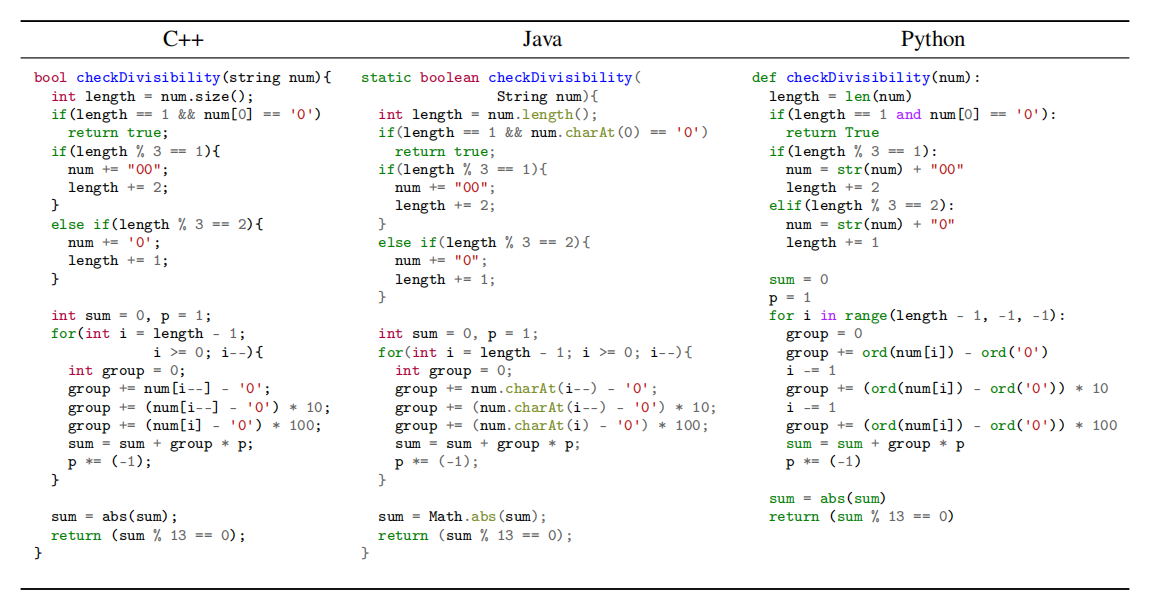 C++
Java
Python
bool checkDivisibility(string num){
  int length = num.size();
  if(length == 1 && num[0] == '0')
    return true;
  if(length % 3 == 1){
    num += "00";
    length += 2;
  }
  else if(length % 3 == 2){
    num += '0';
    length += 1;
  }

  int sum = 0, p = 1;
  for(int i = length - 1;
              i >= 0; i--){
    int group = 0;
    group += num[i--] - '0';
    group += (num[i--] - '0') * 10;
    group += (num[i] - '0') * 100;
    sum = sum + group * p;
    p *= (-1);
  }

  sum = abs(sum);
  return (sum % 13 == 0);
}
static boolean checkDivisibility(
                String num){
  int length = num.length();
  if(length == 1 && num.charAt(0) == '0')
    return true;
  if(length % 3 == 1){
    num += "00";
    length += 2;
  }
  else if(length % 3 == 2){
    num += "0";
    length += 1;
  }

  int sum = 0, p = 1;
  for(int i = length - 1; i >= 0; i--){
    int group = 0;
    group += num.charAt(i--) - '0';
    group += (num.charAt(i--) - '0') * 10;
    group += (num.charAt(i) - '0') * 100;
    sum = sum + group * p;
    p *= (-1);
  }

  sum = Math.abs(sum);
  return (sum % 13 == 0);
}
def checkDivisibility(num):
  length = len(num)
  if(length == 1 and num[0] == '0'):
    return True
  if(length % 3 == 1):
    num = str(num) + "00"
    length += 2
  elif(length % 3 == 2):
    num = str(num) + "0"
    length += 1

  sum = 0
  p = 1
  for i in range(length - 1, -1, -1):
    group = 0
    group += ord(num[i]) - ord('0')
    i -= 1
    group += (ord(num[i]) - ord('0')) * 10
    i -= 1
    group += (ord(num[i]) - ord('0')) * 100
    sum = sum + group * p
    p *= (-1)

  sum = abs(sum)
  return (sum % 13 == 0)